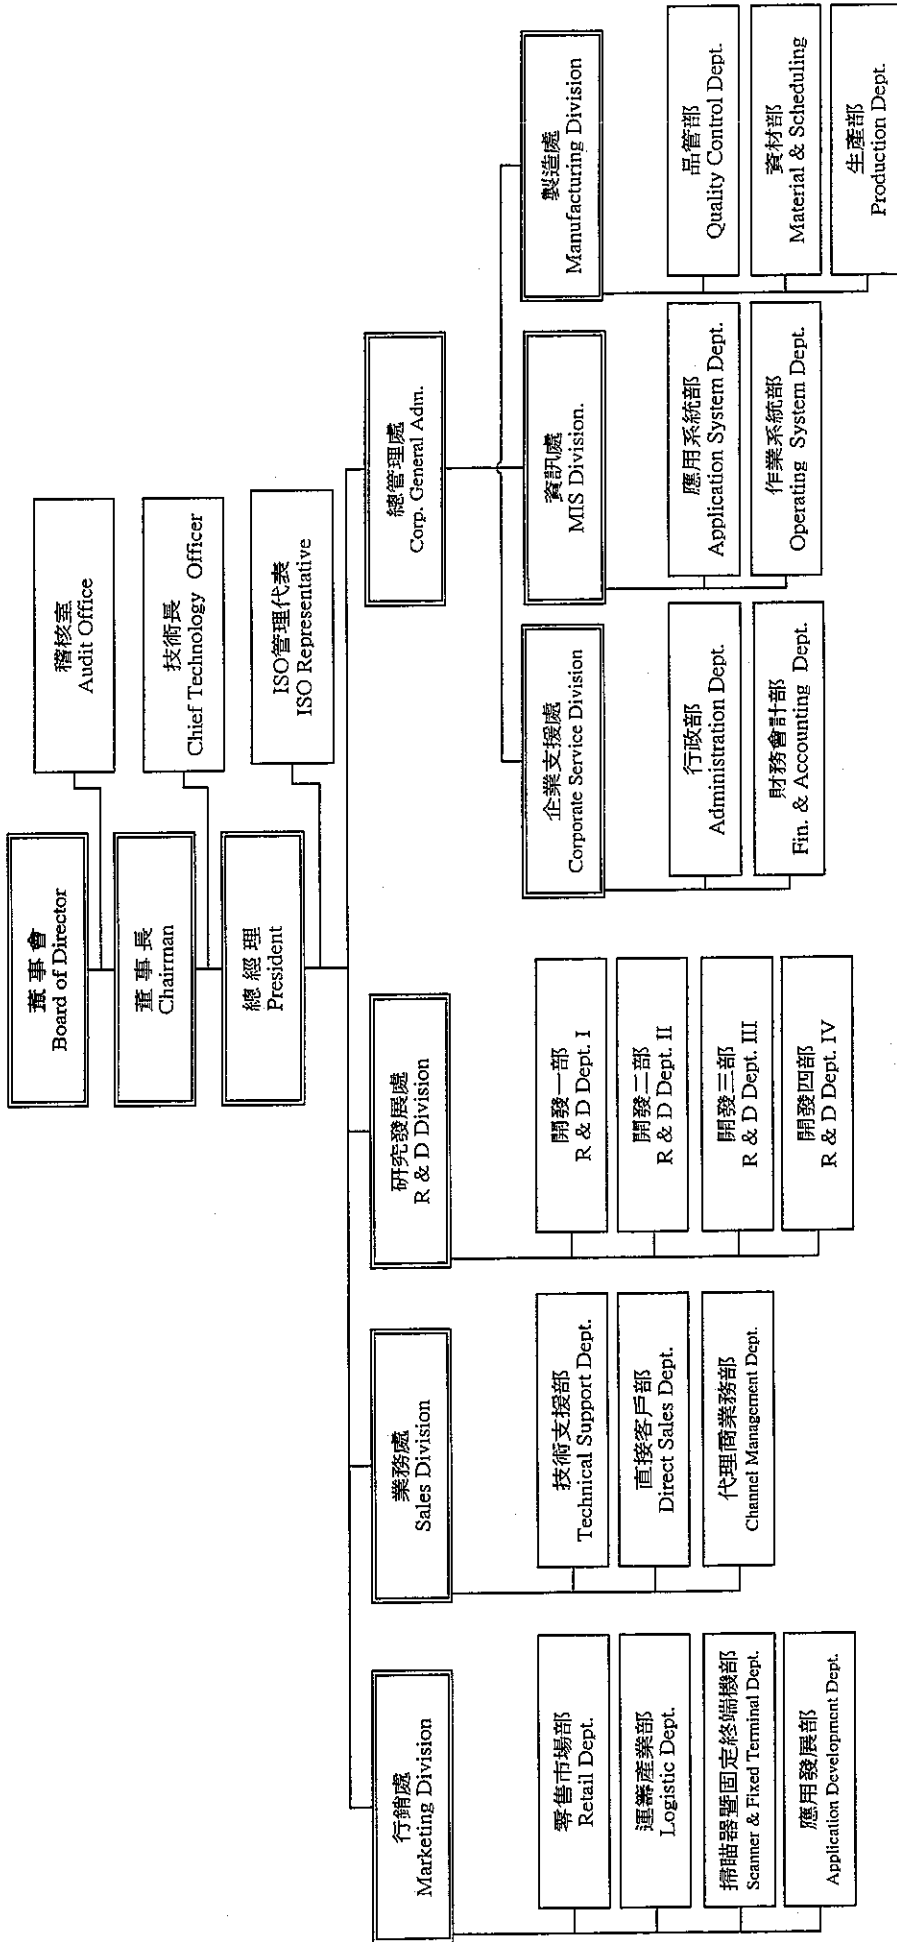 董事會
Board of Director
稽核室
Audit Office
董事長
Chairman
技術長
Chief Technology Officer
總經理
President
ISO管理代表
ISO Representative
行銷處
Marketing Division
業務處
Sales Division
研究發展處
R & D Division
總管理處
Corp. General Adm.
企業支援處
Corporate Service Division
資訊處
MIS Division.
製造處
Manufacturing Division
零售市場部
Retail Dept.
運籌產業部
Logistic Dept.
掃瞄器暨固定終端機部
Scanner & Fixed Terminal Dept.
應用發展部
Application Development Dept.
技術支援部
Technical Support Dept.
直接客戶部
Direct Sales Dept.
代理商業務部
Channel Management Dept.
開發一部
R & D Dept. I
開發二部
R & D Dept. II
開發三部
R & D Dept. III
開發四部
R & D Dept. IV
行政部
Administration Dept.
財務會計部
Fin. & Accounting Dept.
應用系統部
Application System Dept.
作業系統部
Operating System Dept.
品管部
Quality Control Dept.
資材部
Material & Scheduling
生產部
Production Dept.